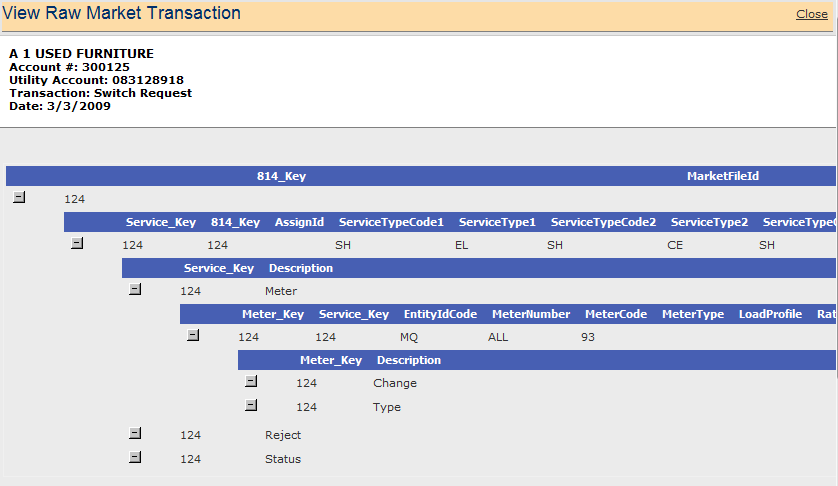 View Raw Market Transaction Close
A 1 USED FURNITURE
Account #: 300125
Utility Account: 083128918
Transaction: Switch Request
Date: 3/3/2009
814_Key MarketFileId
124
Service_Key 814_Key AssignId ServiceTypeCode1 ServiceType1 ServiceTypeCode2 ServiceType2 ServiceType
124 124 SH EL SH CE SH
Service_Key Description
124 Meter
Meter_Key Service_Key EntityIdCode MeterNumber MeterCode MeterType LoadProfile Rat
124 124 MQ ALL 93
Meter_Key Description
124 Change
124 Type
124 Reject
124 Status